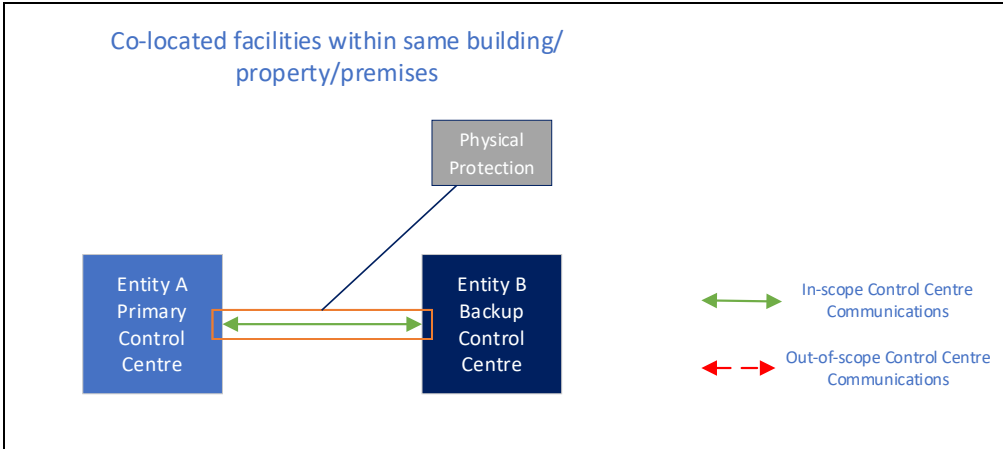 Co-located facilities within same building/
property/premises
Physical
Protection
Entity A
Primary
Control
Centre
Entity B
Backup
Control
Centre
In-scope Control Centre
Communications
Out-of-scope Control Centre
Communications